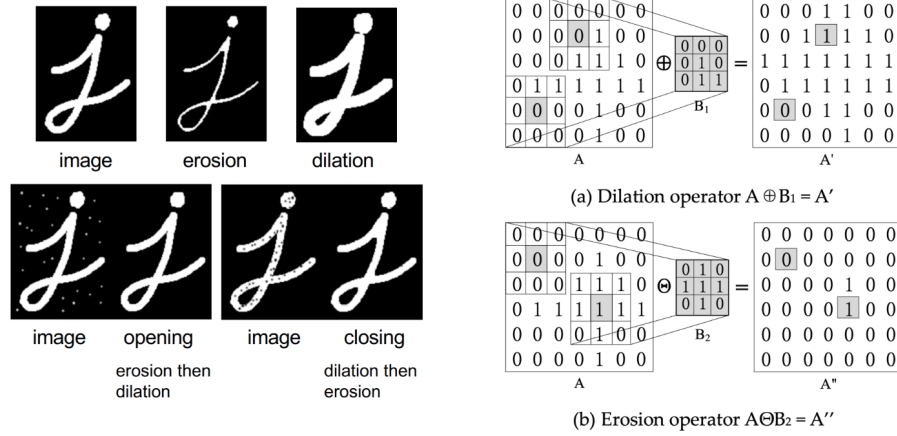 image erosion dilation
image opening image closing
erosion then
dilation
dilation then
erosion
0 0 0 0 0 0 0
0 0 0 0 1 0 0
0 0 0 1 1 1 0
0 1 1 1 1 1 1
0 0 0 0 1 0 0
0 0 0 0 1 0 0
A
⊕
0 0 0
0 1 0
0 1 1
B₁
=
0 0 0 1 1 0 0
0 0 1 1 1 1 0
1 1 1 1 1 1 1
0 1 1 1 1 1 1
0 0 0 0 1 0 0
0 0 0 0 1 1 0
A'
(a) Dilation operator A ⊕ B₁ = A′
0 0 0 0 0 0 0
0 0 0 0 1 0 0
0 0 0 1 1 1 0
0 1 1 1 1 1 1
0 0 0 0 1 0 0
0 0 0 0 1 0 0
A
Θ
0 1 0
1 1 1
0 1 0
B₂
=
0 0 0 0 0 0 0
0 0 0 0 0 0 0
0 0 0 0 1 0 0
0 0 0 0 1 0 0
0 0 0 0 0 0 0
0 0 0 0 0 0 0
A"
(b) Erosion operator AΘB₂ = A′′